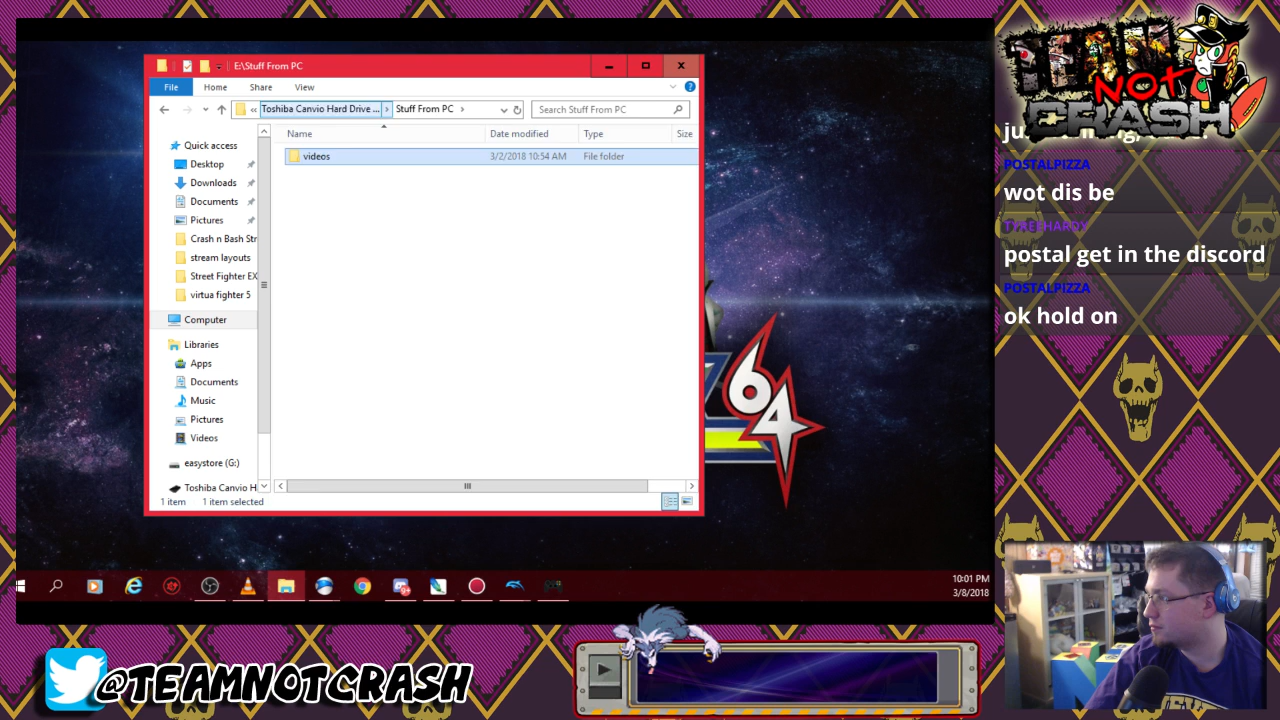 E:\Stuff From PC
File Home Share View
« Toshiba Canvio Hard Drive ... › Stuff From PC ›
Search Stuff From PC
Name Date modified Type Size
videos 3/2/2018 10:54 AM File folder
Quick access
Desktop
Downloads
Documents
Pictures
Crash n Bash Str
stream layouts
Street Fighter EX
virtua fighter 5
Computer
Libraries
Apps
Documents
Music
Pictures
Videos
easystore (G:)
Toshiba Canvio H
1 item 1 item selected
64
10:01 PM
3/8/2018
TEAM
NOT
CRASH
POSTALPIZZA
wot dis be
TYREEHARDY
postal get in the discord
POSTALPIZZA
ok hold on
@TEAMNOTCRASH